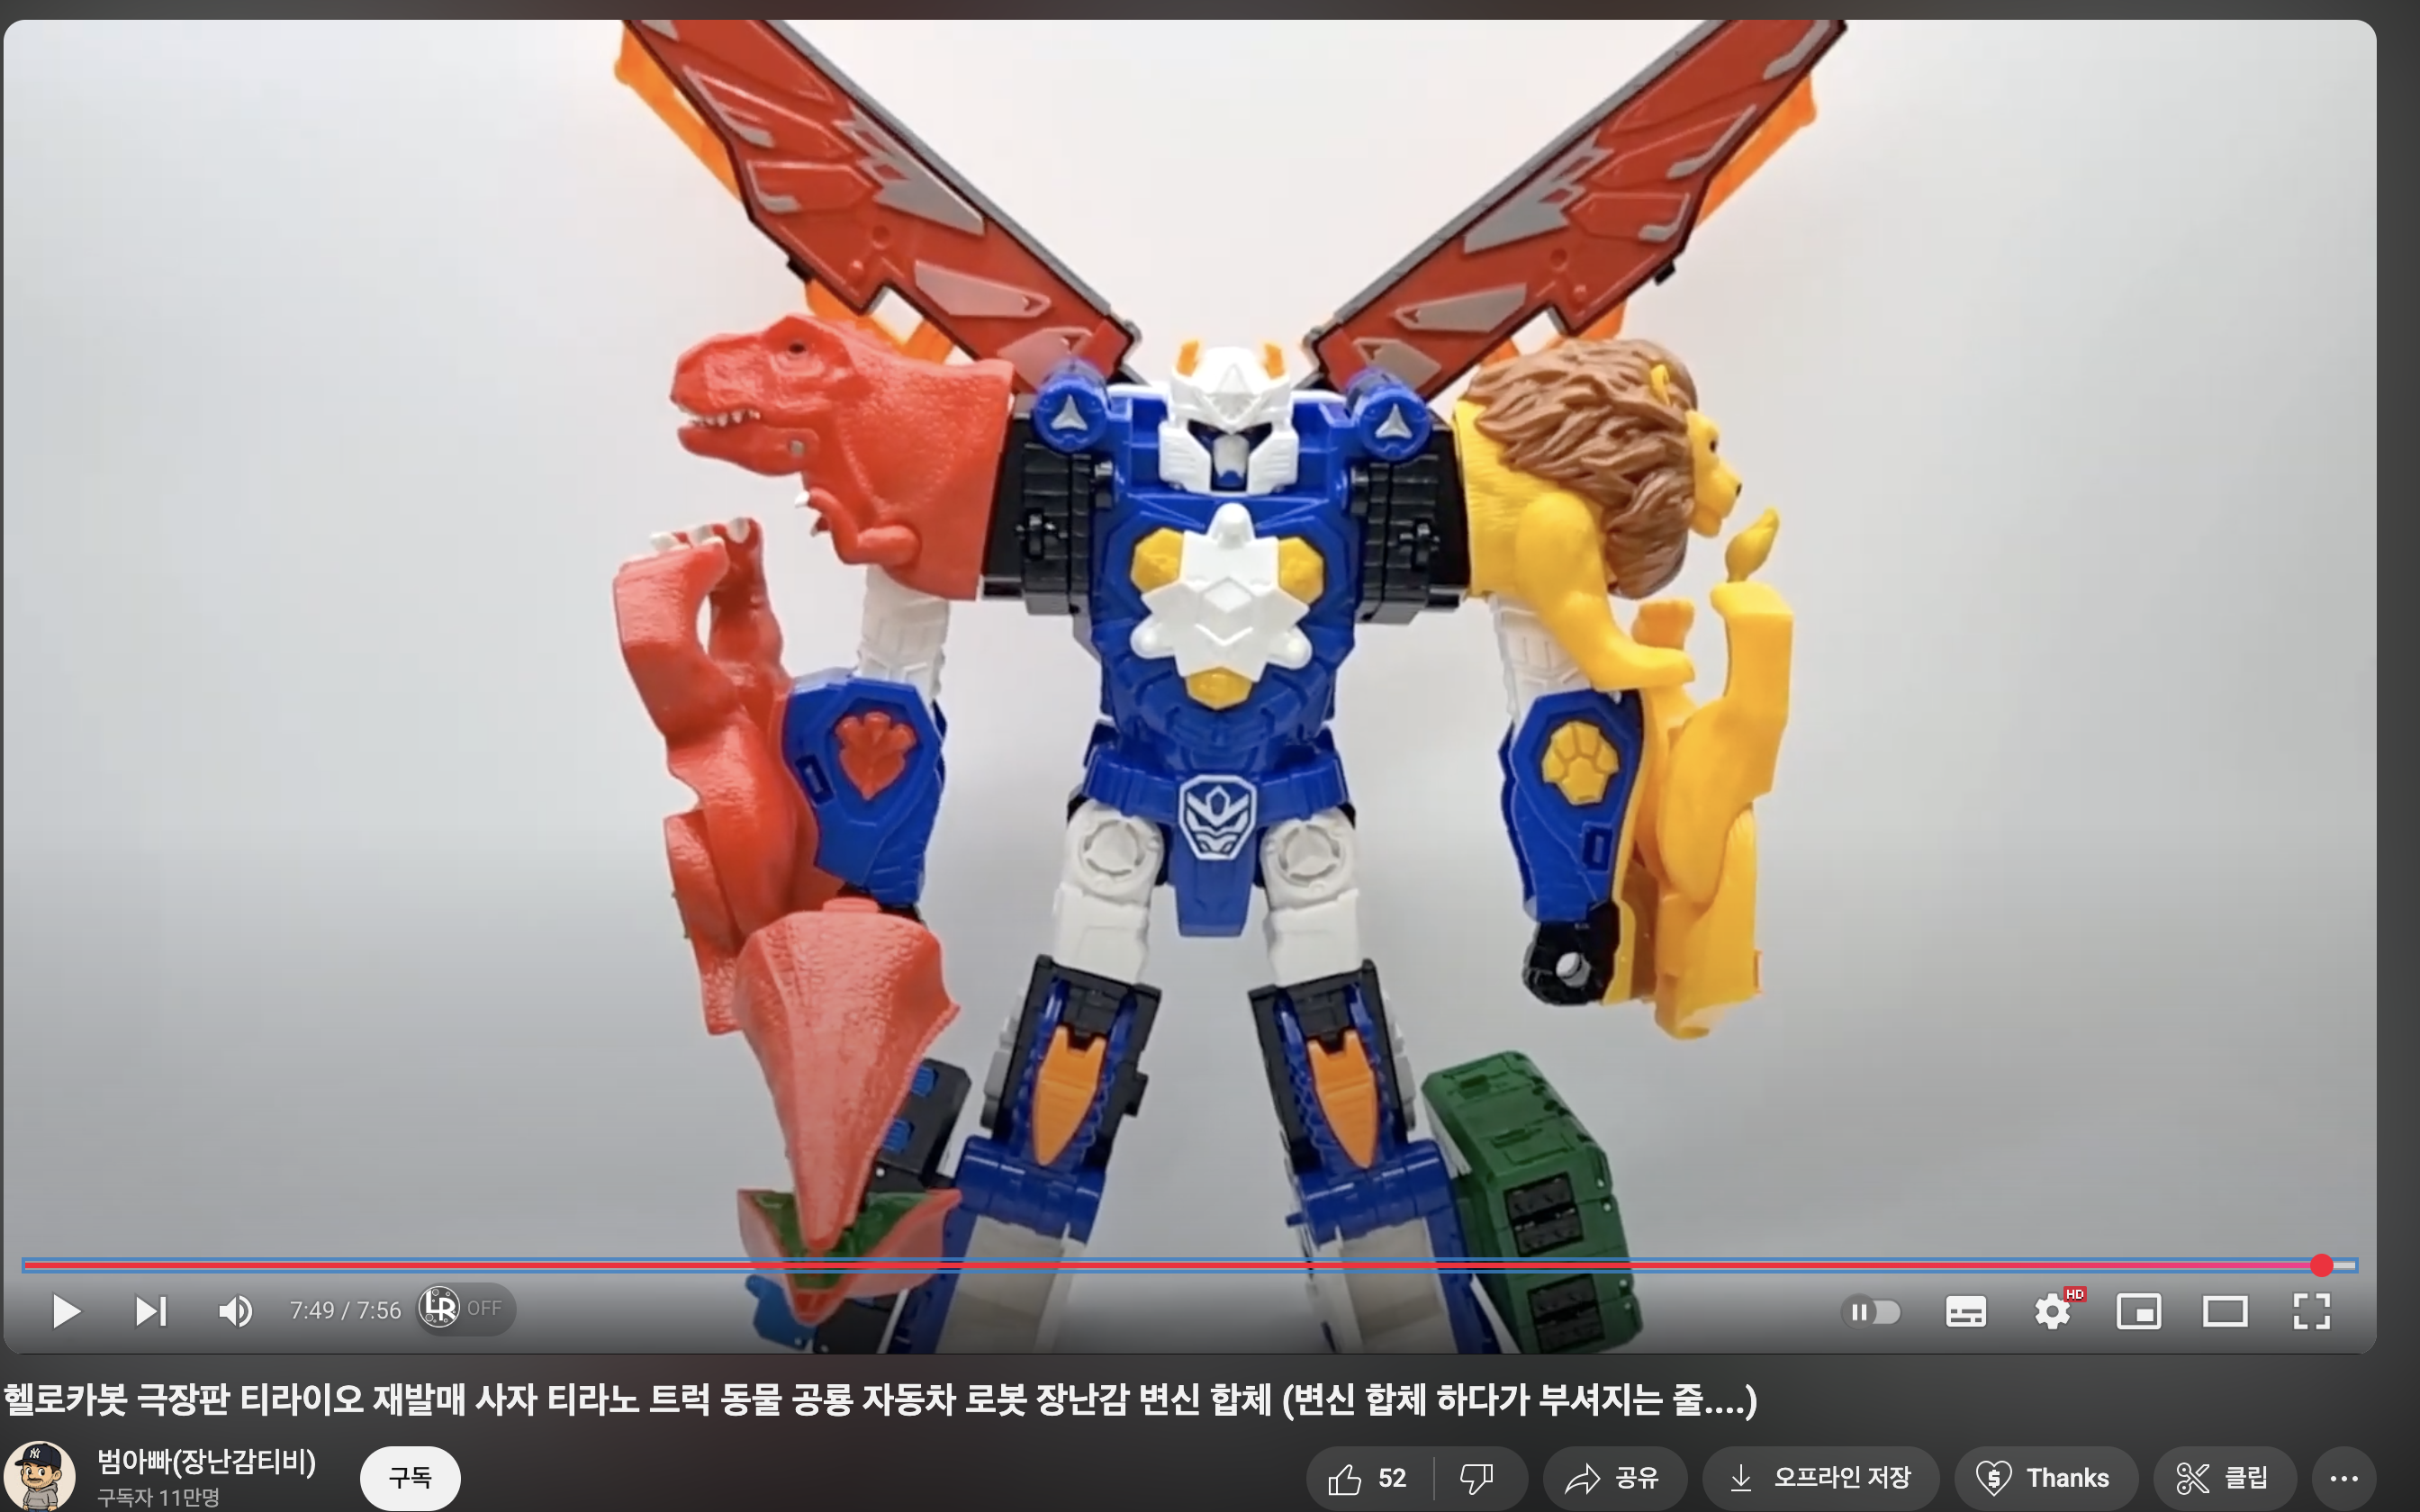 7:49 / 7:56
LR
OFF
HD
헬로카봇 극장판 티라이오 재발매 사자 티라노 트럭 동물 공룡 자동차 로봇 장난감 변신 합체 (변신 합체 하다가 부셔지는 줄....)
범아빠(장난감티비)
구독자 11만명
구독
52
공유
오프라인 저장
Thanks
클립